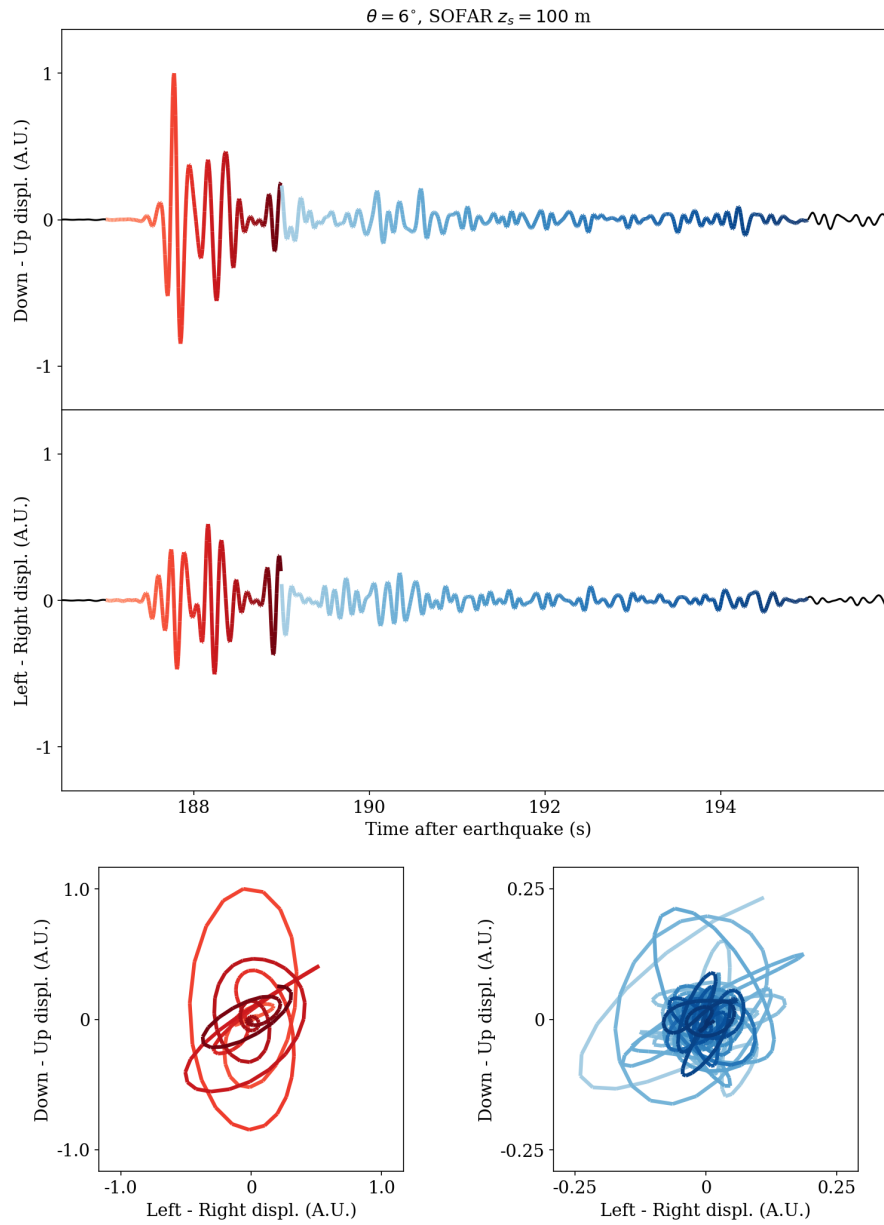 θ = 6°, SOFAR z_s = 100 m
Down - Up displ. (A.U.)
1
0
-1
Left - Right displ. (A.U.)
1
0
-1
188 190 192 194
Time after earthquake (s)
Down - Up displ. (A.U.)
1.0
0
-1.0
-1.0 0 1.0
Left - Right displ. (A.U.)
Down - Up displ. (A.U.)
0.25
0
-0.25
-0.25 0 0.25
Left - Right displ. (A.U.)